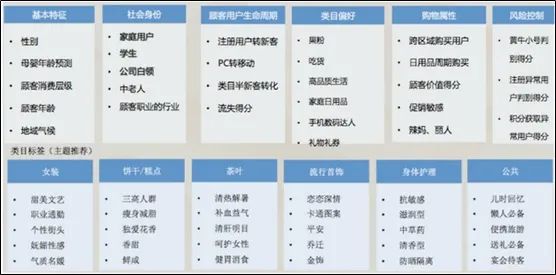 基本特征
性别
母婴年龄预测
顾客消费层级
顾客年龄
地域气候
社会身份
家庭用户
学生
公司白领
中老人
顾客职业的行业
顾客用户生命周期
注册用户转新客
PC转移动
类目半新客转化
流失得分
类目偏好
果粉
吃货
高品质生活
家庭日用品
手机数码达人
礼物礼券
购物属性
跨区域购买用户
日用品周期购买
顾客价值得分
促销敏感
辣妈、丽人
风险控制
黄牛小号判
别得分
注册异常用
户判别得分
积分获取异
常用户得分
类目标签（主题推荐）
女装
甜美文艺
职业通勤
个性街头
妩媚性感
气质名媛
饼干/糕点
三高人群
瘦身减脂
独爱花香
香甜
鲜咸
茶叶
清热解暑
补血益气
清肝明目
呵护女性
健胃消食
流行首饰
恋恋深情
卡通图案
平安
乔迁
金饰
身体护理
抗敏感
滋润型
中草药
清香型
防晒隔离
公共
儿时回忆
懒人必备
便携旅游
送礼必备
宴会待客